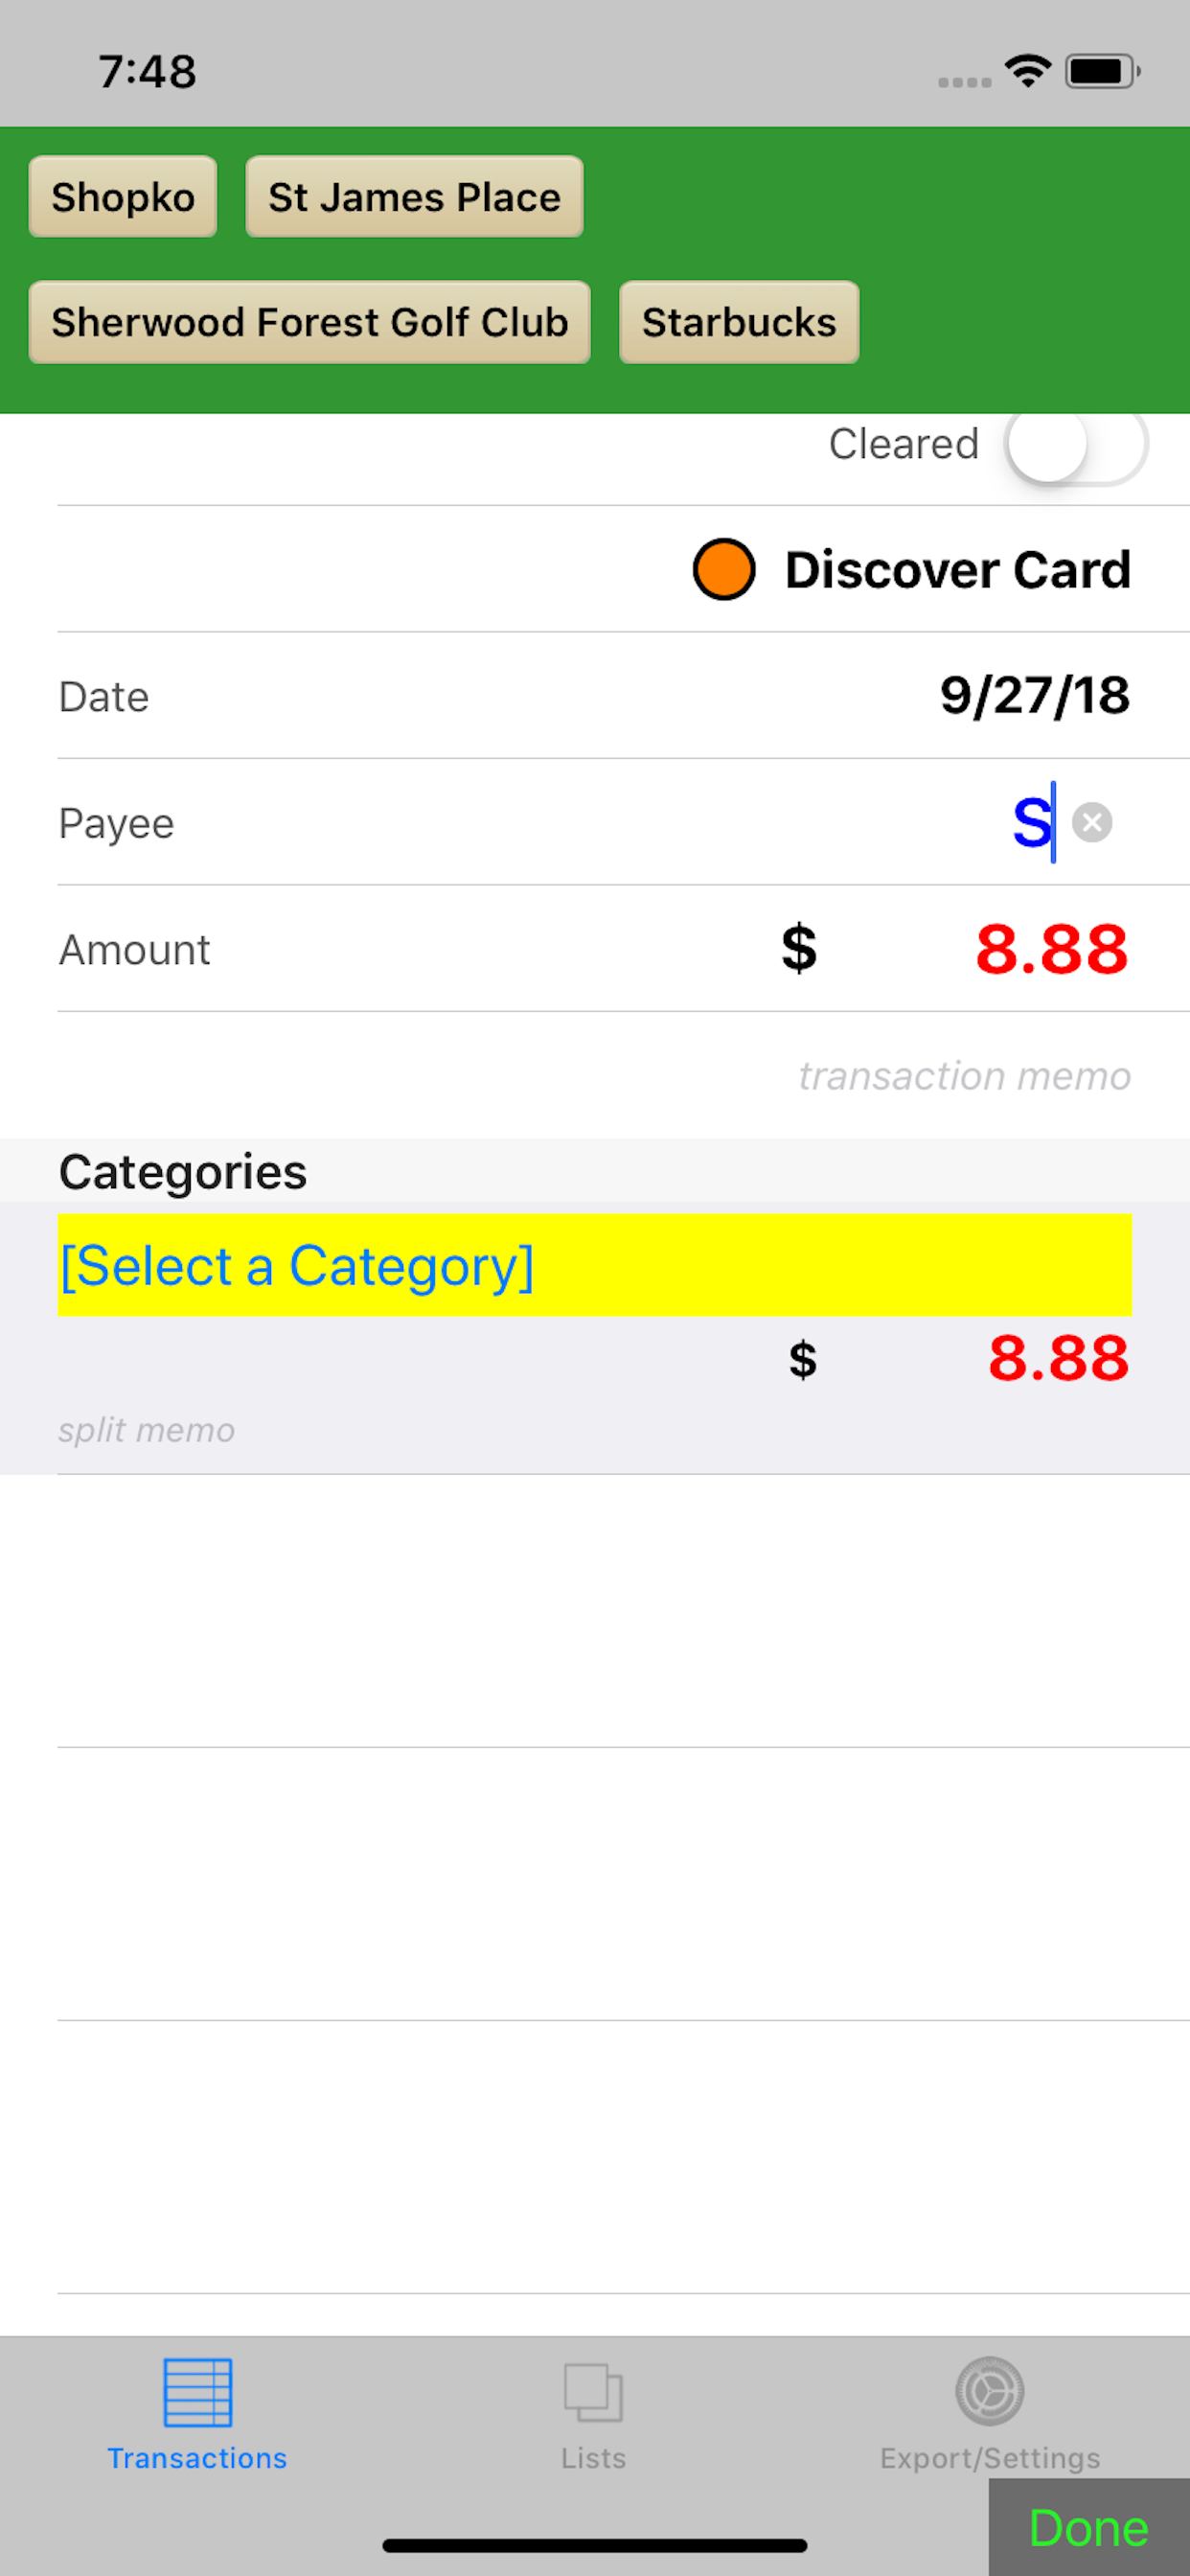 7:48
Shopko St James Place
Sherwood Forest Golf Club Starbucks
Cleared
Discover Card
Date 9/27/18
Payee S
Amount $ 8.88
transaction memo
Categories
[Select a Category]
$ 8.88
split memo
Transactions Lists Export/Settings
Done